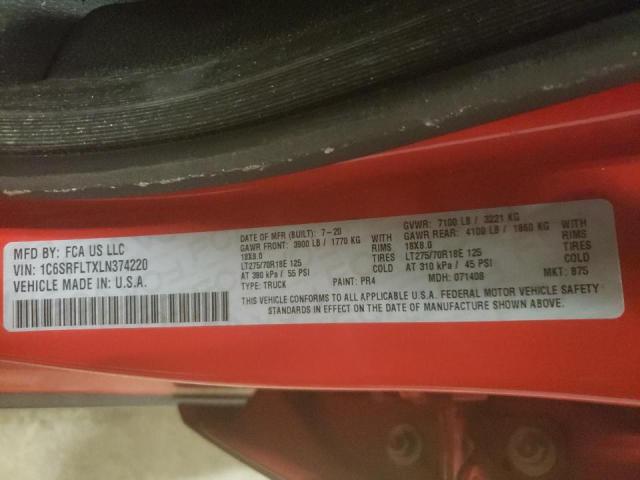 MFD BY: FCA US LLC
VIN: 1C6SRFLTXLN374220
VEHICLE MADE IN: U.S.A.
DATE OF MFR (BUILT): 7-20
GAWR FRONT: 3900 LB / 1770 KG WITH
18X8.0 RIMS
LT275/70R18E 125 TIRES
AT 380 kPa / 55 PSI COLD
TYPE: TRUCK PAINT: PR4
GVWR: 7100 LB / 3221 KG
GAWR REAR: 4100 LB / 1860 KG WITH
18X8.0 RIMS
LT275/70R18E 125 TIRES
AT 310 kPa / 45 PSI COLD
MDH: 071408 MKT: B75
THIS VEHICLE CONFORMS TO ALL APPLICABLE U.S.A. FEDERAL MOTOR VEHICLE SAFETY
STANDARDS IN EFFECT ON THE DATE OF MANUFACTURE SHOWN ABOVE.